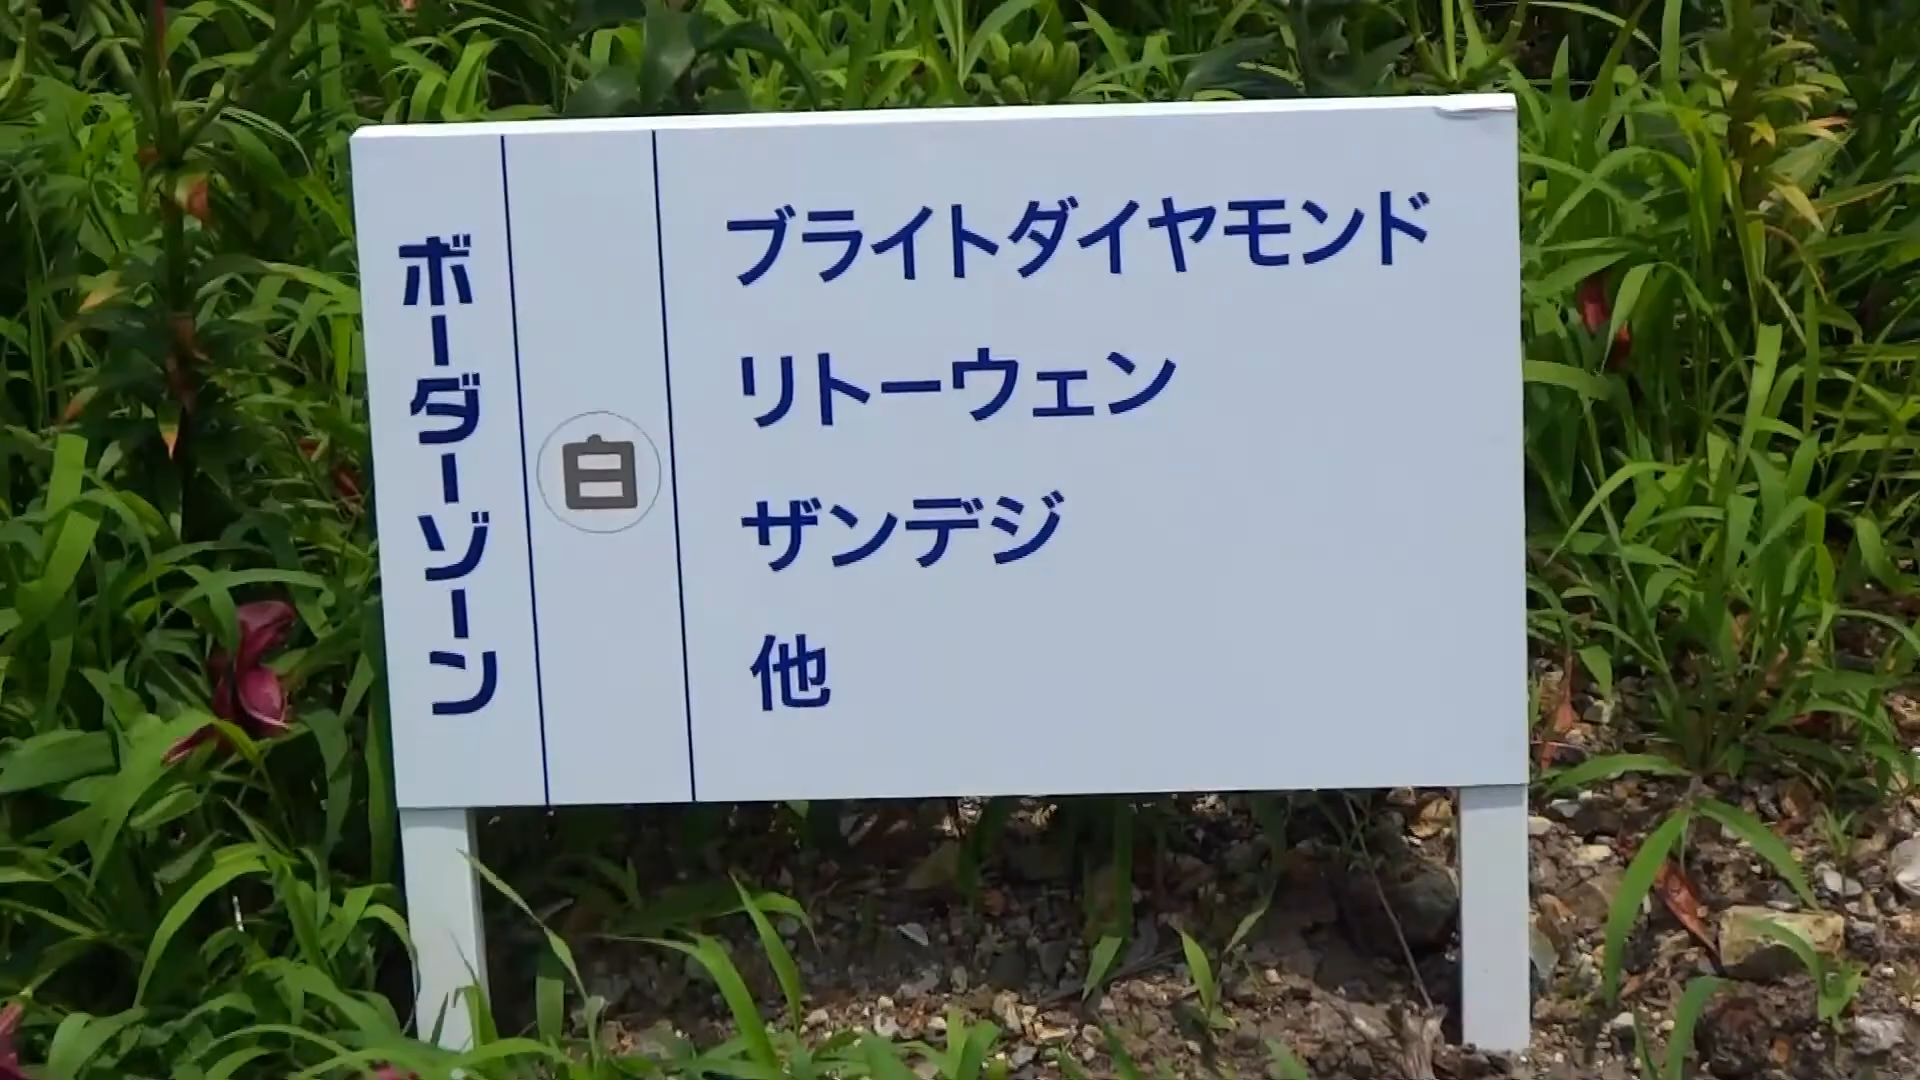 ボーダーゾーン
白
ブライトダイヤモンド
リトーウェン
ザンデジ
他